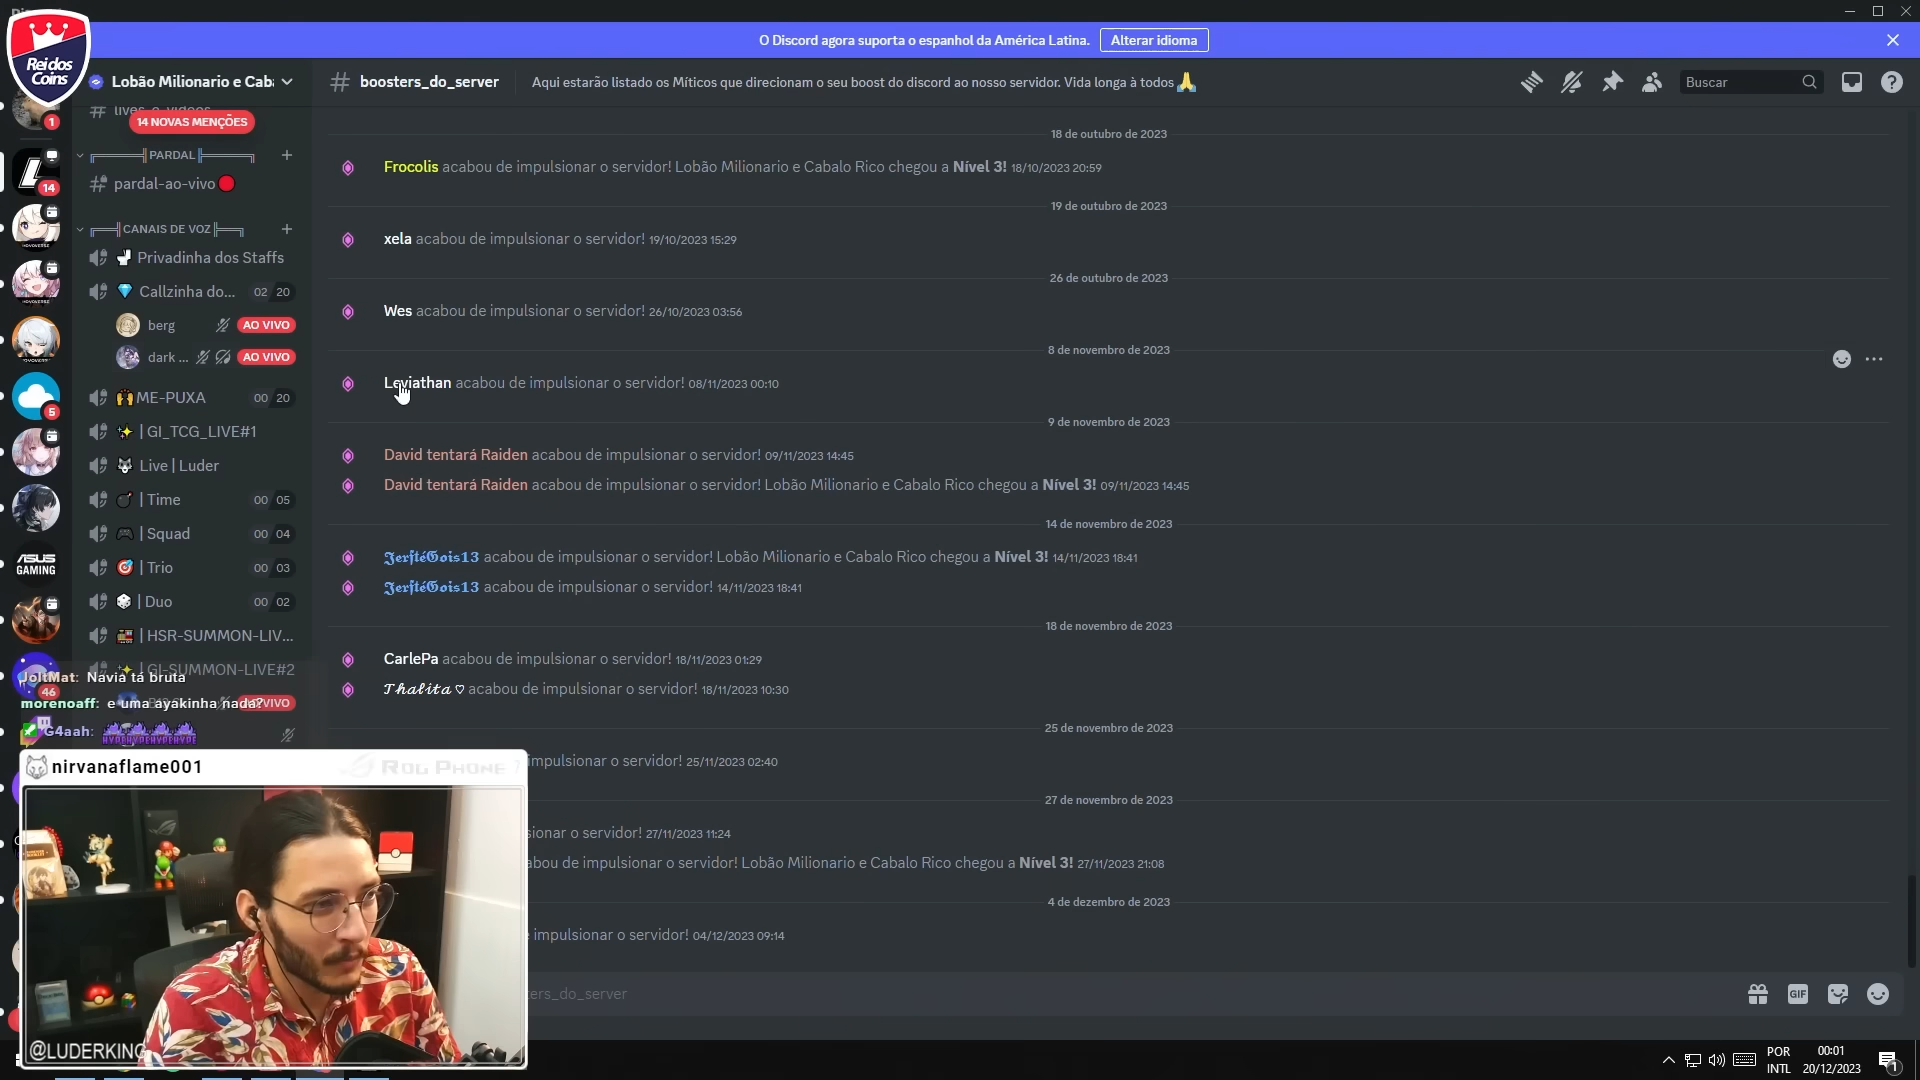 Rei dos
Coins
O Discord agora suporta o espanhol da América Latina.
Alterar idioma
Lobão Milionario e Caba
boosters_do_server
Aqui estarão listado os Míticos que direcionam o seu boost do discord ao nosso servidor. Vida longa à todos 🙏
Buscar
14 NOVAS MENÇÕES
PARDAL
pardal-ao-vivo
CANAIS DE VOZ
Privadinha dos Staffs
Callzinha do... 02 20
berg AO VIVO
dark ... AO VIVO
ME-PUXA 00 20
| GI_TCG_LIVE#1
Live | Luder
| Time 00 05
| Squad 00 04
| Trio 00 03
| Duo 00 02
| HSR-SUMMON-LIV...
| GI-SUMMON-LIVE#2
1
14
5
ASUS
GAMING
46
18 de outubro de 2023
Frocolis acabou de impulsionar o servidor! Lobão Milionario e Cabalo Rico chegou a Nível 3! 18/10/2023 20:59
19 de outubro de 2023
xela acabou de impulsionar o servidor! 19/10/2023 15:29
26 de outubro de 2023
Wes acabou de impulsionar o servidor! 26/10/2023 03:56
8 de novembro de 2023
Leviathan acabou de impulsionar o servidor! 08/11/2023 00:10
9 de novembro de 2023
David tentará Raiden acabou de impulsionar o servidor! 09/11/2023 14:45
David tentará Raiden acabou de impulsionar o servidor! Lobão Milionario e Cabalo Rico chegou a Nível 3! 09/11/2023 14:45
14 de novembro de 2023
acabou de impulsionar o servidor! Lobão Milionario e Cabalo Rico chegou a Nível 3! 14/11/2023 18:41
acabou de impulsionar o servidor! 14/11/2023 18:41
18 de novembro de 2023
CarlePa acabou de impulsionar o servidor! 18/11/2023 01:29
𝓣𝓱𝓪𝓵𝓲𝓽𝓪 ♡ acabou de impulsionar o servidor! 18/11/2023 10:30
25 de novembro de 2023
impulsionar o servidor! 25/11/2023 02:40
27 de novembro de 2023
sionar o servidor! 27/11/2023 11:24
abou de impulsionar o servidor! Lobão Milionario e Cabalo Rico chegou a Nível 3! 27/11/2023 21:08
4 de dezembro de 2023
impulsionar o servidor! 04/12/2023 09:14
ers_do_server
GIF
JoltMat: Navia tá bruta
morenoaff: e uma ayakinha nada?
G4aah: HYPEHYPEHYPEHYPE
nirvanaflame001
ROG PHONE 7
@LUDERKING
POR
INTL
00:01
20/12/2023
1